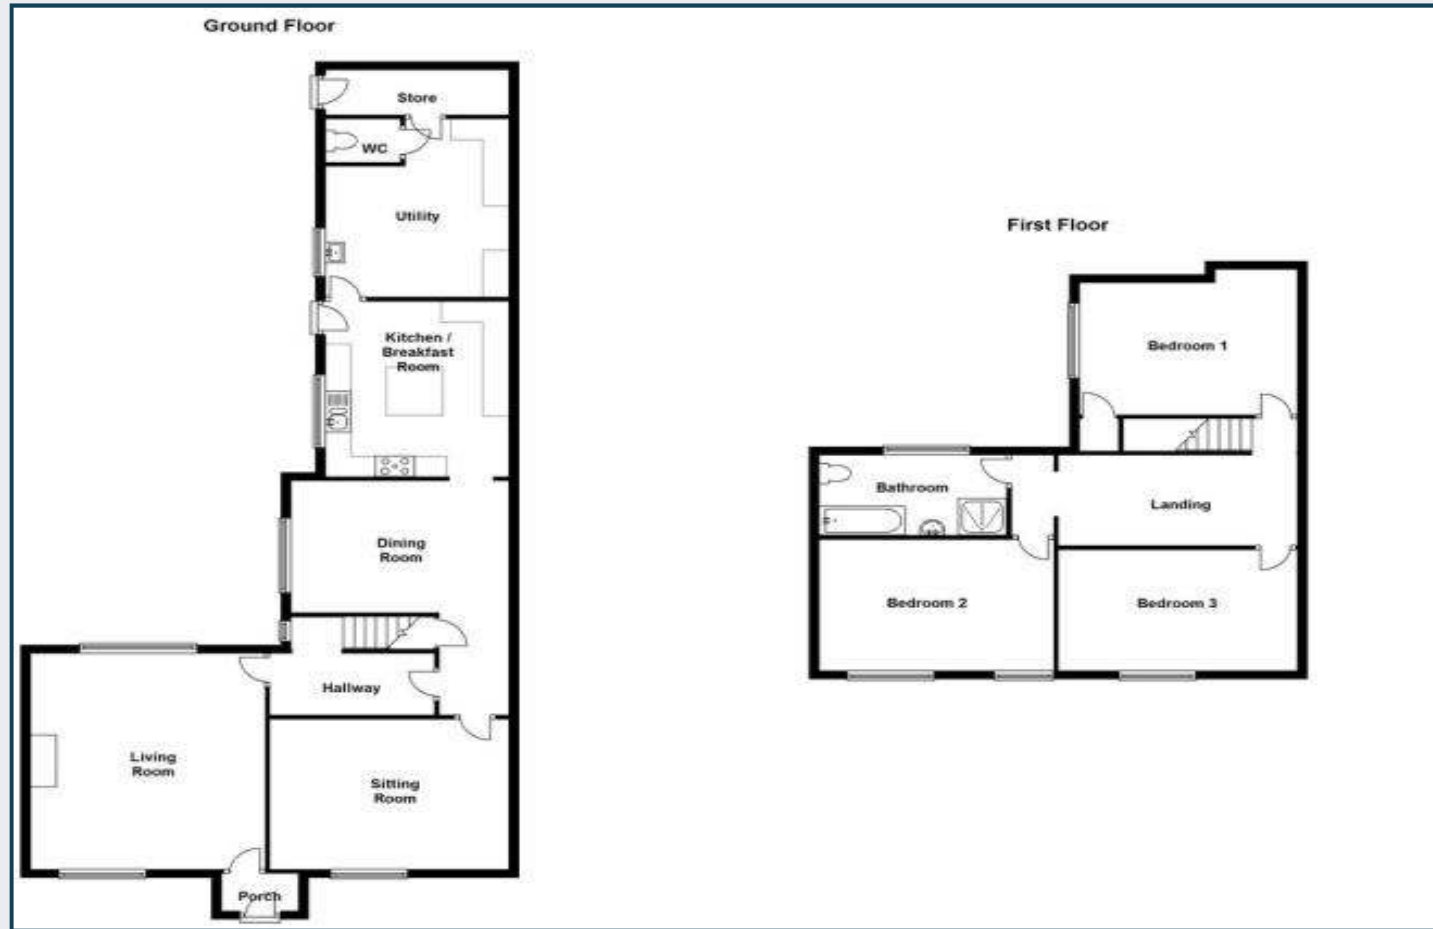 Ground Floor
Store
WC
Utility
Kitchen /
Breakfast
Room
Dining
Room
Hallway
Living
Room
Sitting
Room
Porch
First Floor
Bedroom 1
Bathroom
Landing
Bedroom 2
Bedroom 3